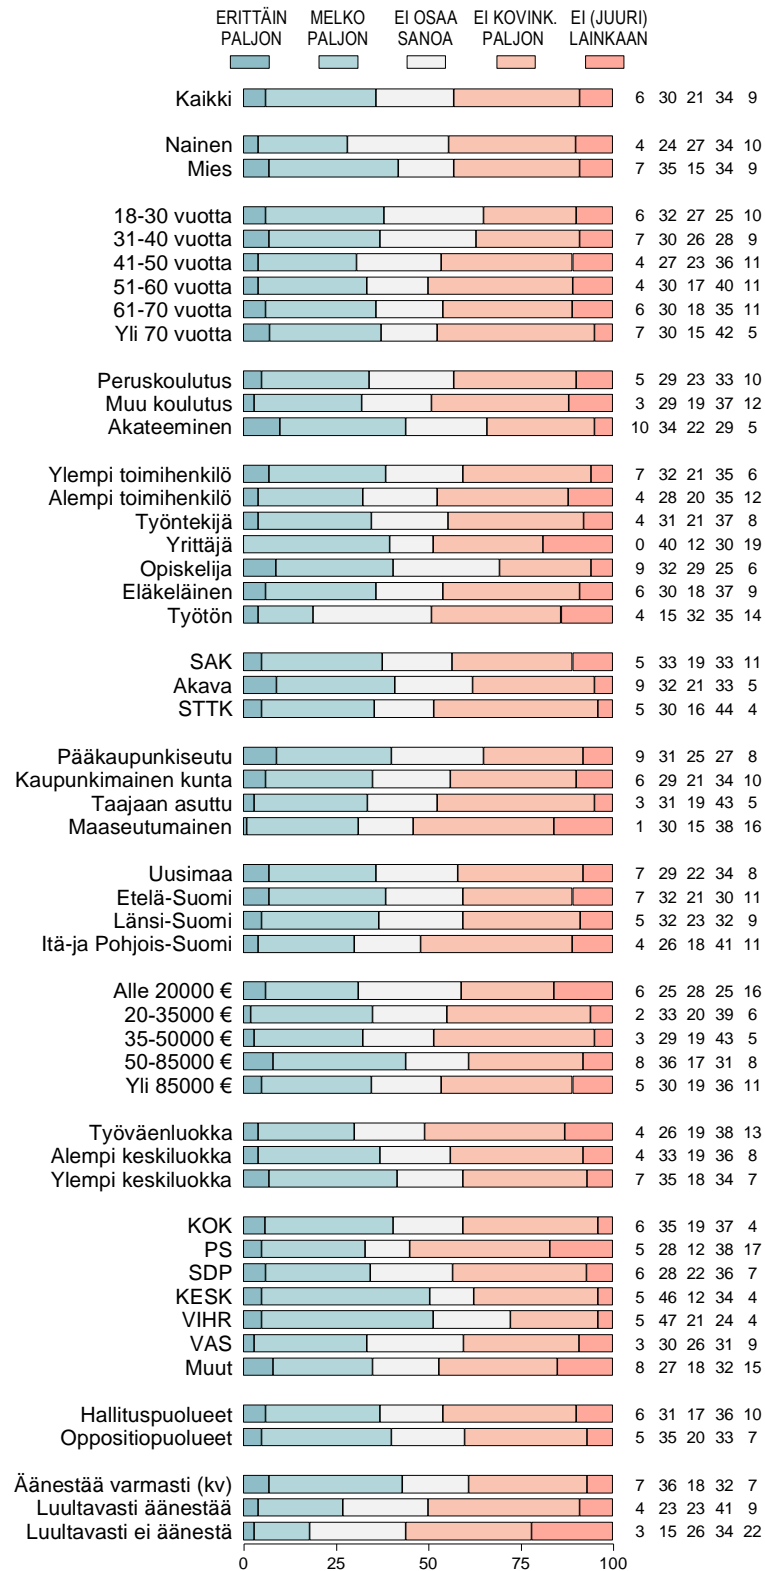 ERITTÄIN MELKO EI OSAA EI KOVINK. EI (JUURI)
PALJON PALJON SANOA PALJON LAINKAAN
Kaikki 6 30 21 34 9
Nainen 4 24 27 34 10
Mies 7 35 15 34 9
18-30 vuotta 6 32 27 25 10
31-40 vuotta 7 30 26 28 9
41-50 vuotta 4 27 23 36 11
51-60 vuotta 4 30 17 40 11
61-70 vuotta 6 30 18 35 11
Yli 70 vuotta 7 30 15 42 5
Peruskoulutus 5 29 23 33 10
Muu koulutus 3 29 19 37 12
Akateeminen 10 34 22 29 5
Ylempi toimihenkilö 7 32 21 35 6
Alempi toimihenkilö 4 28 20 35 12
Työntekijä 4 31 21 37 8
Yrittäjä 0 40 12 30 19
Opiskelija 9 32 29 25 6
Eläkeläinen 6 30 18 37 9
Työtön 4 15 32 35 14
SAK 5 33 19 33 11
Akava 9 32 21 33 5
STTK 5 30 16 44 4
Pääkaupunkiseutu 9 31 25 27 8
Kaupunkimainen kunta 6 29 21 34 10
Taajaan asuttu 3 31 19 43 5
Maaseutumainen 1 30 15 38 16
Uusimaa 7 29 22 34 8
Etelä-Suomi 7 32 21 30 11
Länsi-Suomi 5 32 23 32 9
Itä-ja Pohjois-Suomi 4 26 18 41 11
Alle 20000 € 6 25 28 25 16
20-35000 € 2 33 20 39 6
35-50000 € 3 29 19 43 5
50-85000 € 8 36 17 31 8
Yli 85000 € 5 30 19 36 11
Työväenluokka 4 26 19 38 13
Alempi keskiluokka 4 33 19 36 8
Ylempi keskiluokka 7 35 18 34 7
KOK 6 35 19 37 4
PS 5 28 12 38 17
SDP 6 28 22 36 7
KESK 5 46 12 34 4
VIHR 5 47 21 24 4
VAS 3 30 26 31 9
Muut 8 27 18 32 15
Hallituspuolueet 6 31 17 36 10
Oppositiopuolueet 5 35 20 33 7
Äänestää varmasti (kv) 7 36 18 32 7
Luultavasti äänestää 4 23 23 41 9
Luultavasti ei äänestä 3 15 26 34 22
0 25 50 75 100